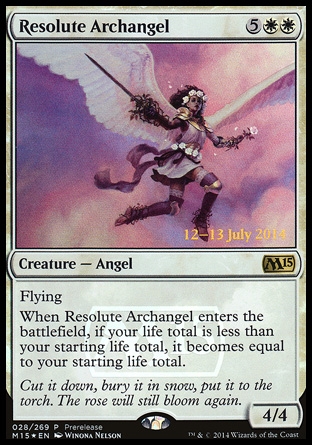 Resolute Archangel 5
12–13 July 2014
Creature — Angel M15
Flying
When Resolute Archangel enters the
battlefield, if your life total is less than
your starting life total, it becomes equal
to your starting life total.
Cut it down, bury it in snow, put it to the
torch. The rose will still bloom again.
4/4
028/269 P Prerelease
M15 ★ EN Winona Nelson
™ & © 2014 Wizards of the Coast